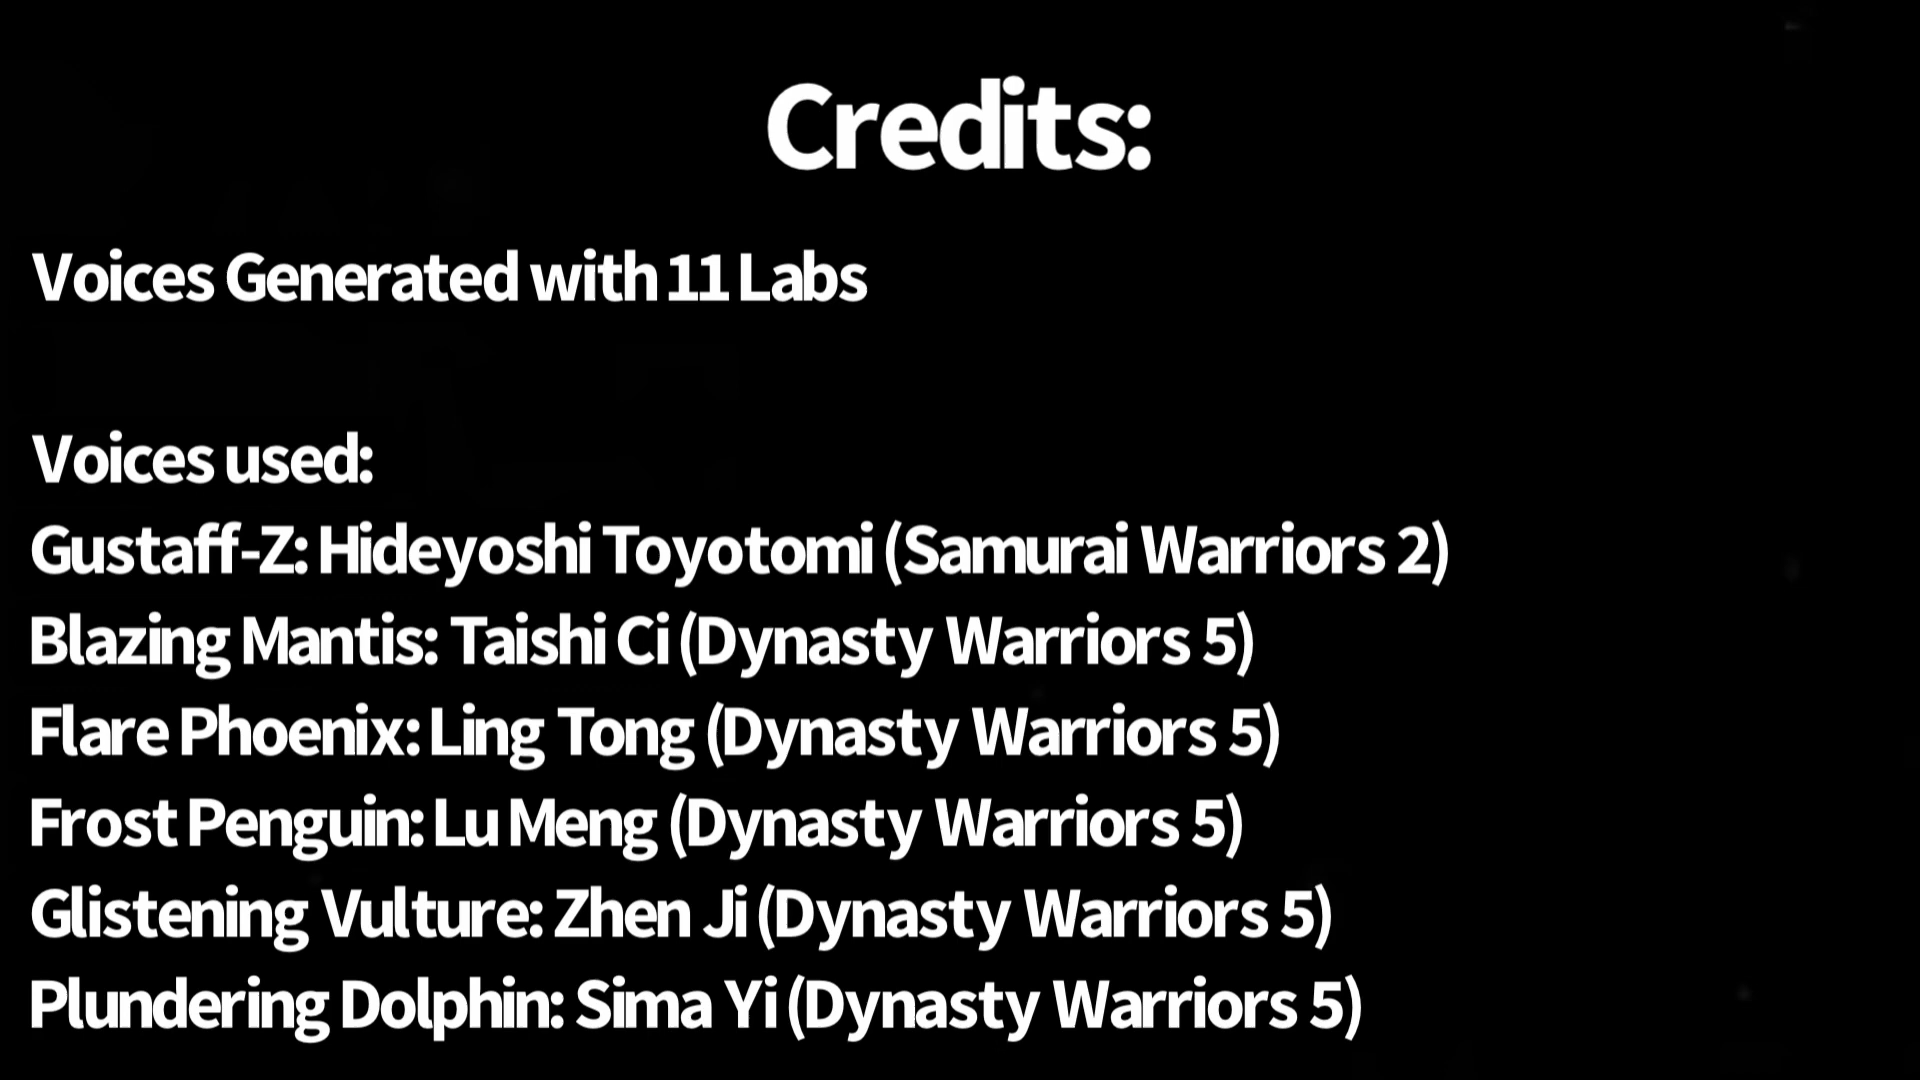 Credits:
Voices Generated with 11 Labs
Voices used:
Gustaff-Z: Hideyoshi Toyotomi (Samurai Warriors 2)
Blazing Mantis: Taishi Ci (Dynasty Warriors 5)
Flare Phoenix: Ling Tong (Dynasty Warriors 5)
Frost Penguin: Lu Meng (Dynasty Warriors 5)
Glistening Vulture: Zhen Ji (Dynasty Warriors 5)
Plundering Dolphin: Sima Yi (Dynasty Warriors 5)